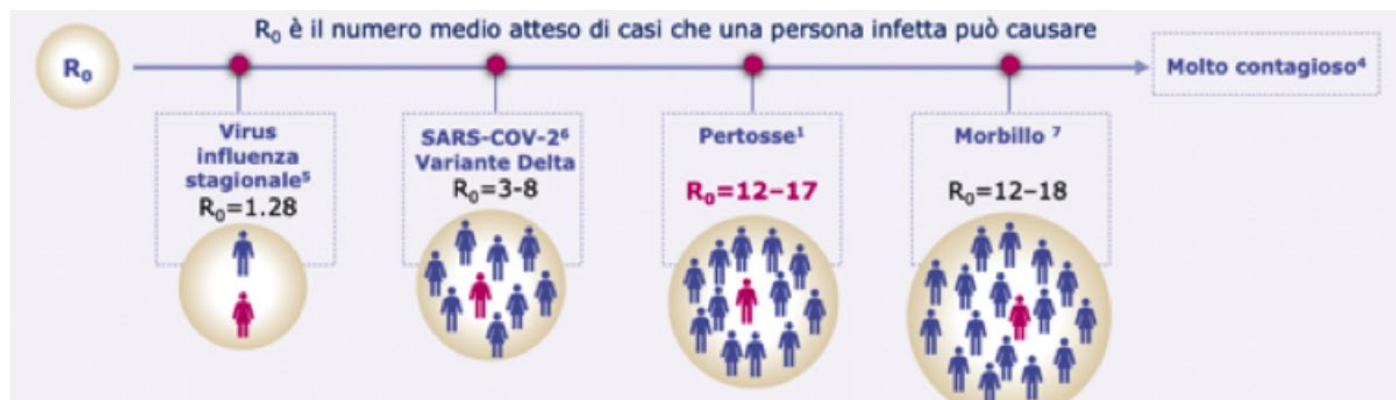 R₀ è il numero medio atteso di casi che una persona infetta può causare
R₀
Molto contagioso⁴
Virus
influenza
stagionale⁵
R₀=1.28
SARS-COV-2⁶
Variante Delta
R₀=3-8
Pertosse¹
R₀=12–17
Morbillo ⁷
R₀=12–18